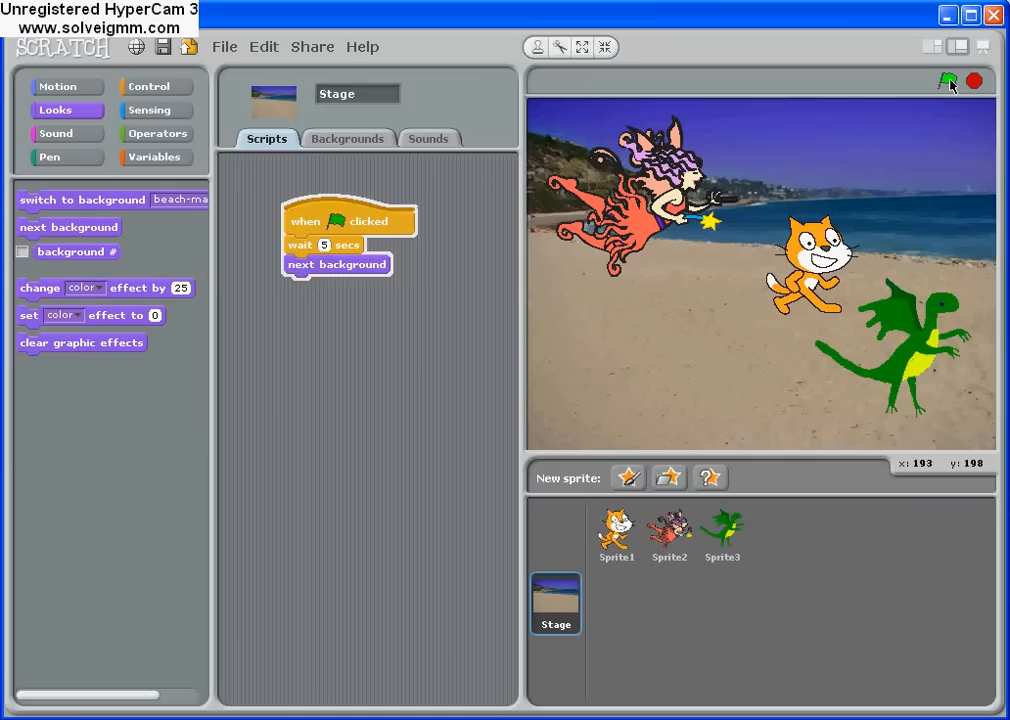 Unregistered HyperCam 3
www.solveigmm.com
SCRATCH
File Edit Share Help
Motion Control
Looks Sensing
Sound Operators
Pen Variables
switch to background beach-ma
next background
background #
change color effect by 25
set color effect to 0
clear graphic effects
Stage
Scripts Backgrounds Sounds
when clicked
wait 5 secs
next background
x: 193 y: 198
New sprite:
Sprite1 Sprite2 Sprite3
Stage